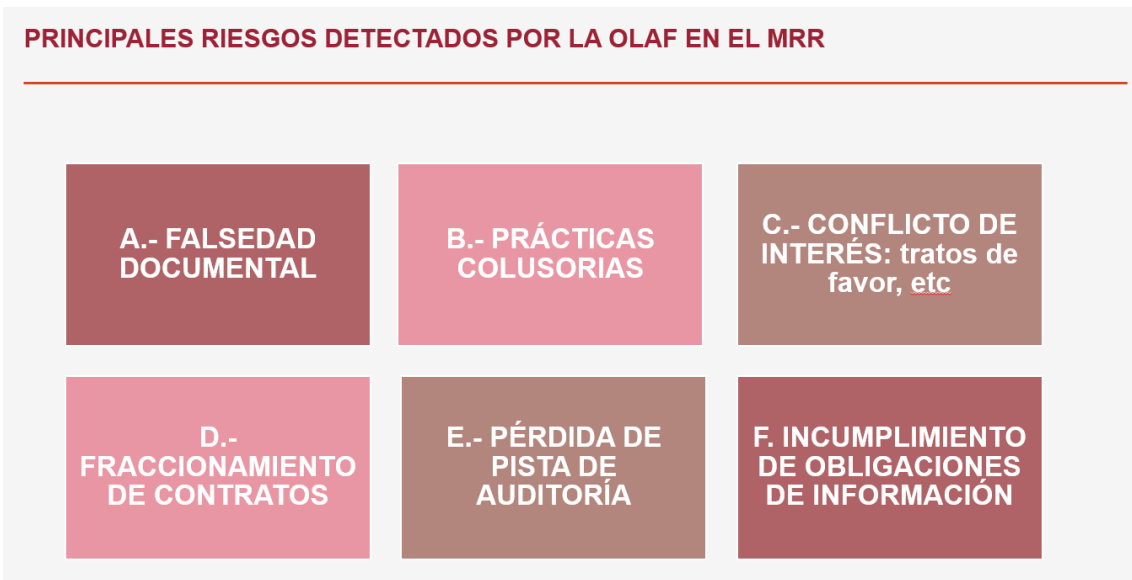 PRINCIPALES RIESGOS DETECTADOS POR LA OLAF EN EL MRR
A.- FALSEDAD
DOCUMENTAL
B.- PRÁCTICAS
COLUSORIAS
C.- CONFLICTO DE
INTERÉS: tratos de
favor, etc
D.-
FRACCIONAMIENTO
DE CONTRATOS
E.- PÉRDIDA DE
PISTA DE
AUDITORÍA
F. INCUMPLIMIENTO
DE OBLIGACIONES
DE INFORMACIÓN